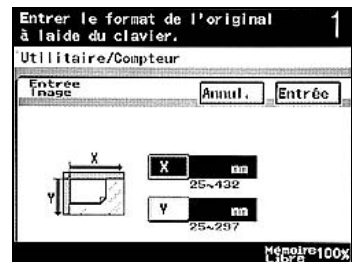 Entrer le format de l'original 1
à laide du clavier.
Utilitaire/Compteur
Entrée
Image
Annul. Entrée
X
X mm
25~432
Y
Y mm
25~297
Mémoire 100%
Libre